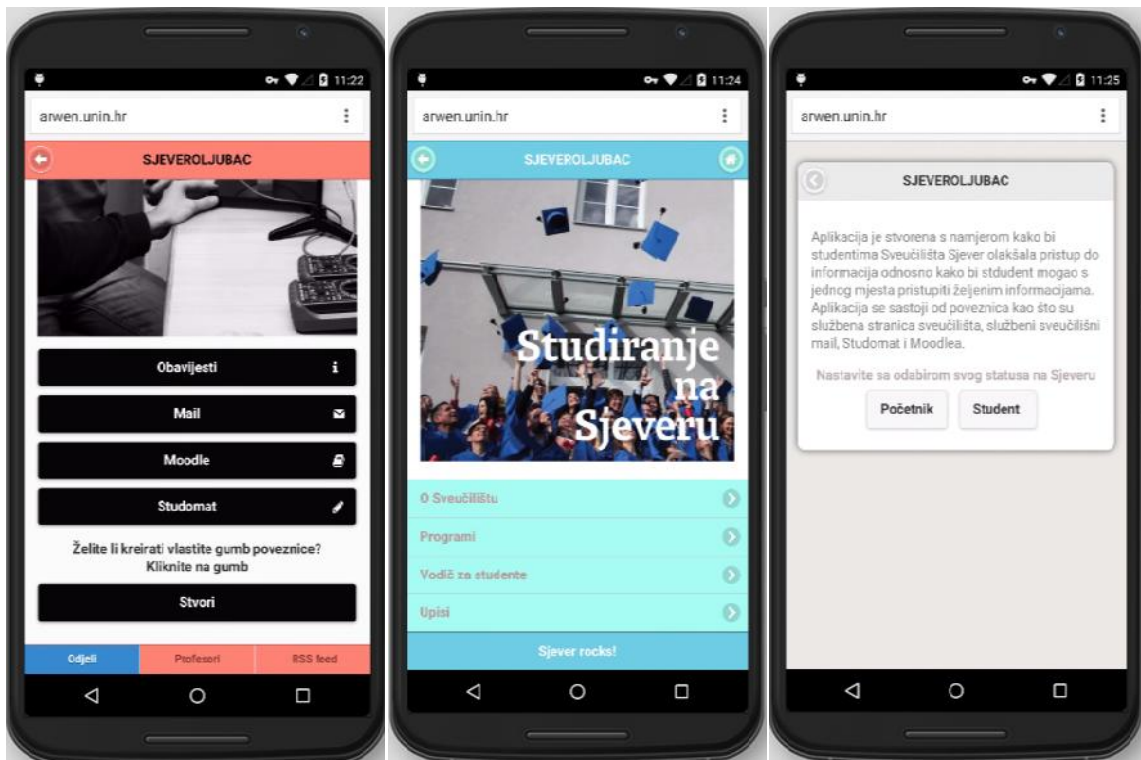 11:22
arwen.unin.hr
SJEVEROLJUBAC
Obavijesti
Mail
Moodle
Studomat
Želite li kreirati vlastite gumb poveznice?
Kliknite na gumb
Stvori
Odjeli
Profesori
RSS feed
11:24
arwen.unin.hr
SJEVEROLJUBAC
Studiranje
na
Sjeveru
O Sveučilištu
Programi
Vodič za studente
Upisi
Sjever rocks!
11:25
arwen.unin.hr
SJEVEROLJUBAC
Aplikacija je stvorena s namjerom kako bi
studentima Sveučilišta Sjever olakšala pristup do
informacija odnosno kako bi stdudent mogao s
jednog mjesta pristupiti željenim informacijama.
Aplikacija se sastoji od poveznica kao što su
službena stranica sveučilišta, službeni sveučilišni
mail, Studomat i Moodlea.
Nastavite sa odabirom svog statusa na Sjeveru
Početnik
Student